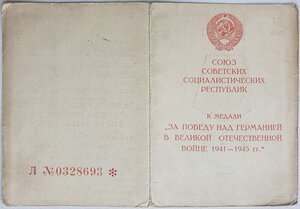 Л №0328693 *
СОЮЗ
СОВЕТСКИХ
СОЦИАЛИСТИЧЕСКИХ
РЕСПУБЛИК
К МЕДАЛИ
„ЗА ПОБЕДУ НАД ГЕРМАНИЕЙ
В ВЕЛИКОЙ ОТЕЧЕСТВЕННОЙ
ВОЙНЕ 1941—1945 гг."